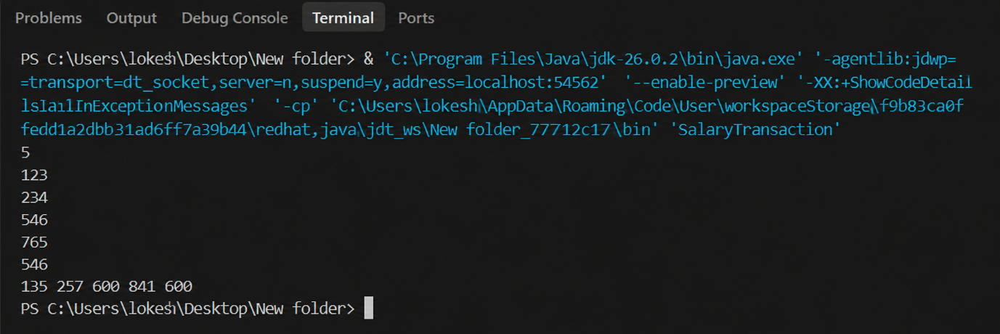 Problems Output Debug Console Terminal Ports
PS C:\Users\lokesh\Desktop\New folder> & 'C:\Program Files\Java\jdk-26.0.2\bin\java.exe' '-agentlib:jdwp=
=transport=dt_socket,server=n,suspend=y,address=localhost:54562' '--enable-preview' '-XX:+ShowCodeDetail
lsIailInExceptionMessages' '-cp' 'C:\Users\lokesh\AppData\Roaming\Code\User\workspaceStorage\f9b83ca0f
fedd1a2dbb31ad6ff7a39b44\redhat,java\jdt_ws\New folder_77712c17\bin' 'SalaryTransaction'
5
123
234
546
765
546
135 257 600 841 600
PS C:\Users\lokesh\Desktop\New folder>